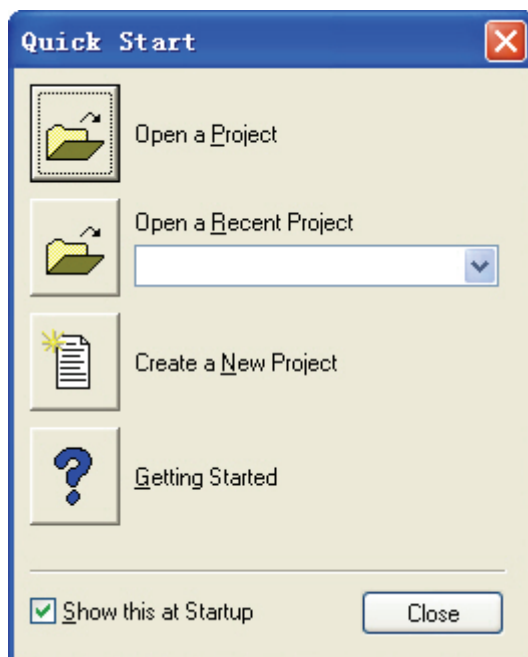 Quick Start
Open a Project
Open a Recent Project
Create a New Project
Getting Started
Show this at Startup
Close